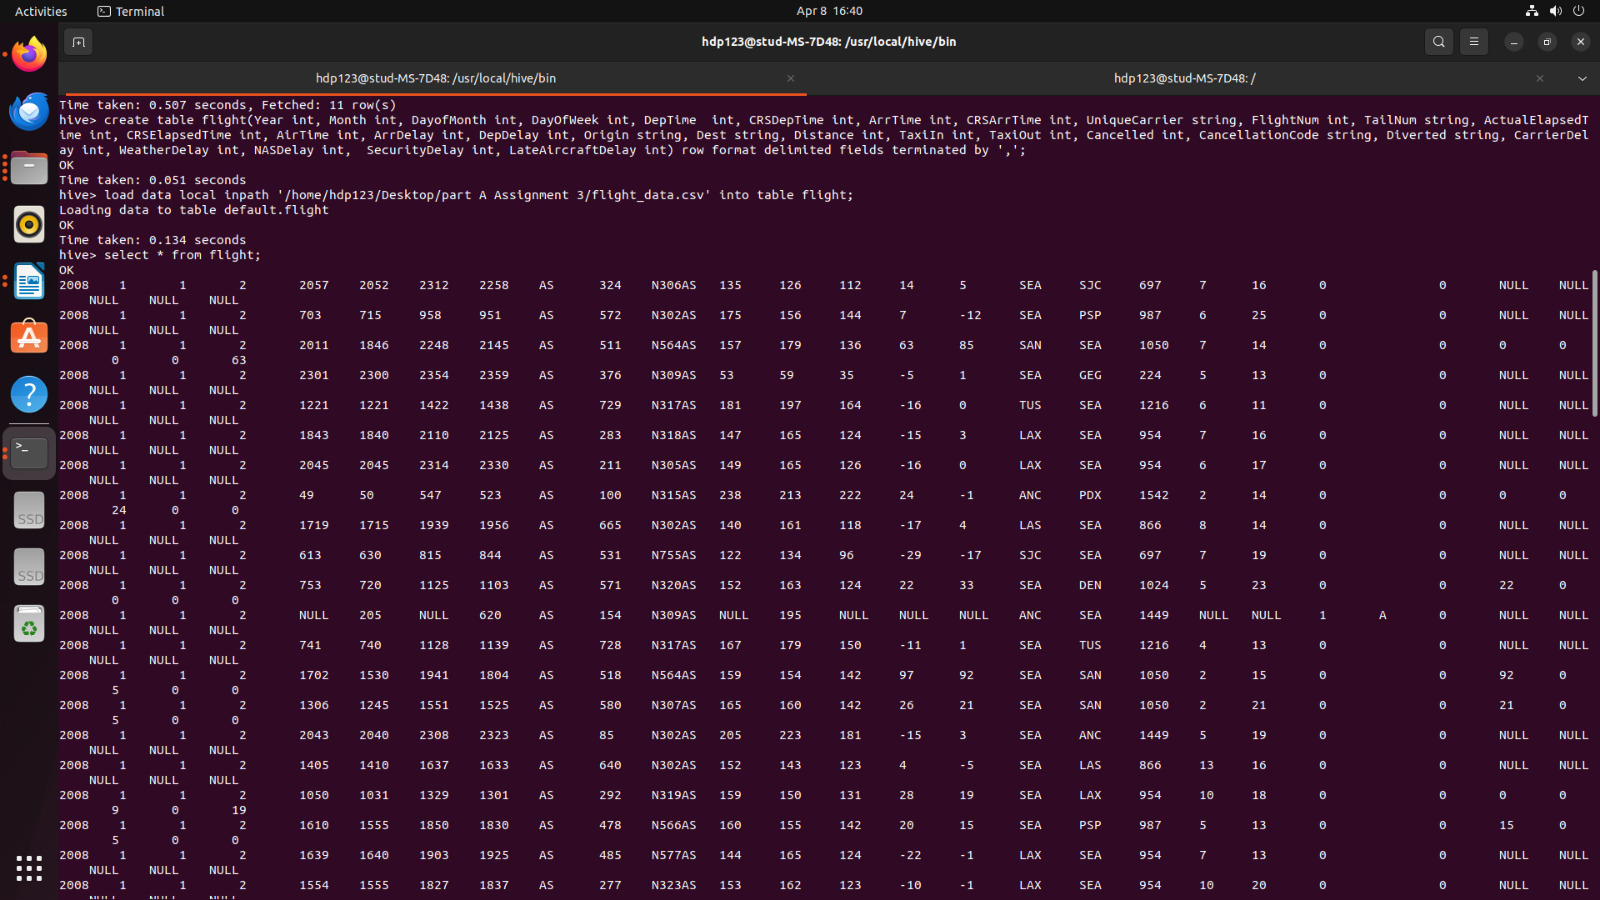 Activities Terminal Apr 8 16:40
hdp123@stud-MS-7D48: /usr/local/hive/bin
hdp123@stud-MS-7D48: /usr/local/hive/bin hdp123@stud-MS-7D48: /
Time taken: 0.507 seconds, Fetched: 11 row(s)
hive> create table flight(Year int, Month int, DayofMonth int, DayOfWeek int, DepTime  int, CRSDepTime int, ArrTime int, CRSArrTime int, UniqueCarrier string, FlightNum int, TailNum string, ActualElapsedT
ime int, CRSElapsedTime int, AirTime int, ArrDelay int, DepDelay int, Origin string, Dest string, Distance int, TaxiIn int, TaxiOut int, Cancelled int, CancellationCode string, Diverted string, CarrierDel
ay int, WeatherDelay int, NASDelay int,  SecurityDelay int, LateAircraftDelay int) row format delimited fields terminated by ',';
OK
Time taken: 0.051 seconds
hive> load data local inpath '/home/hdp123/Desktop/part A Assignment 3/flight_data.csv' into table flight;
Loading data to table default.flight
OK
Time taken: 0.134 seconds
hive> select * from flight;
OK
2008 1 1 2 2057 2052 2312 2258 AS 324 N306AS 135 126 112 14 5 SEA SJC 697 7 16 0 0 NULL NULL
NULL NULL NULL
2008 1 1 2 703 715 958 951 AS 572 N302AS 175 156 144 7 -12 SEA PSP 987 6 25 0 0 NULL NULL
NULL NULL NULL
2008 1 1 2 2011 1846 2248 2145 AS 511 N564AS 157 179 136 63 85 SAN SEA 1050 7 14 0 0 0 0
0 0 63
2008 1 1 2 2301 2300 2354 2359 AS 376 N309AS 53 59 35 -5 1 SEA GEG 224 5 13 0 0 NULL NULL
NULL NULL NULL
2008 1 1 2 1221 1221 1422 1438 AS 729 N317AS 181 197 164 -16 0 TUS SEA 1216 6 11 0 0 NULL NULL
NULL NULL NULL
2008 1 1 2 1843 1840 2110 2125 AS 283 N318AS 147 165 124 -15 3 LAX SEA 954 7 16 0 0 NULL NULL
NULL NULL NULL
2008 1 1 2 2045 2045 2314 2330 AS 211 N305AS 149 165 126 -16 0 LAX SEA 954 6 17 0 0 NULL NULL
NULL NULL NULL
2008 1 1 2 49 50 547 523 AS 100 N315AS 238 213 222 24 -1 ANC PDX 1542 2 14 0 0 0 0
24 0 0
2008 1 1 2 1719 1715 1939 1956 AS 665 N302AS 140 161 118 -17 4 LAS SEA 866 8 14 0 0 NULL NULL
NULL NULL NULL
2008 1 1 2 613 630 815 844 AS 531 N755AS 122 134 96 -29 -17 SJC SEA 697 7 19 0 0 NULL NULL
NULL NULL NULL
2008 1 1 2 753 720 1125 1103 AS 571 N320AS 152 163 124 22 33 SEA DEN 1024 5 23 0 0 22 0
0 0 0
2008 1 1 2 NULL 205 NULL 620 AS 154 N309AS NULL 195 NULL NULL NULL ANC SEA 1449 NULL NULL 1 A 0 NULL NULL
NULL NULL NULL
2008 1 1 2 741 740 1128 1139 AS 728 N317AS 167 179 150 -11 1 SEA TUS 1216 4 13 0 0 NULL NULL
NULL NULL NULL
2008 1 1 2 1702 1530 1941 1804 AS 518 N564AS 159 154 142 97 92 SEA SAN 1050 2 15 0 0 92 0
5 0 0
2008 1 1 2 1306 1245 1551 1525 AS 580 N307AS 165 160 142 26 21 SEA SAN 1050 2 21 0 0 21 0
5 0 0
2008 1 1 2 2043 2040 2308 2323 AS 85 N302AS 205 223 181 -15 3 SEA ANC 1449 5 19 0 0 NULL NULL
NULL NULL NULL
2008 1 1 2 1405 1410 1637 1633 AS 640 N302AS 152 143 123 4 -5 SEA LAS 866 13 16 0 0 NULL NULL
NULL NULL NULL
2008 1 1 2 1050 1031 1329 1301 AS 292 N319AS 159 150 131 28 19 SEA LAX 954 10 18 0 0 0 0
9 0 19
2008 1 1 2 1610 1555 1850 1830 AS 478 N566AS 160 155 142 20 15 SEA PSP 987 5 13 0 0 15 0
5 0 0
2008 1 1 2 1639 1640 1903 1925 AS 485 N577AS 144 165 124 -22 -1 LAX SEA 954 7 13 0 0 NULL NULL
NULL NULL NULL
2008 1 1 2 1554 1555 1827 1837 AS 277 N323AS 153 162 123 -10 -1 LAX SEA 954 10 20 0 0 NULL NULL
NULL NULL NULL
SSD
SSD